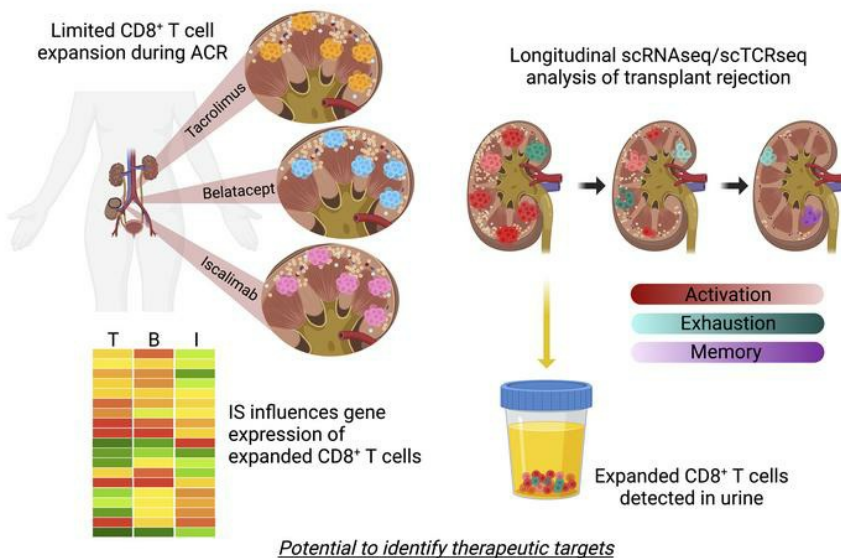 Limited CD8⁺ T cell
expansion during ACR
Tacrolimus
Belatacept
Iscalimab
T B I
IS influences gene
expression of
expanded CD8⁺ T cells
Longitudinal scRNAseq/scTCRseq
analysis of transplant rejection
Activation
Exhaustion
Memory
Expanded CD8⁺ T cells
detected in urine
Potential to identify therapeutic targets